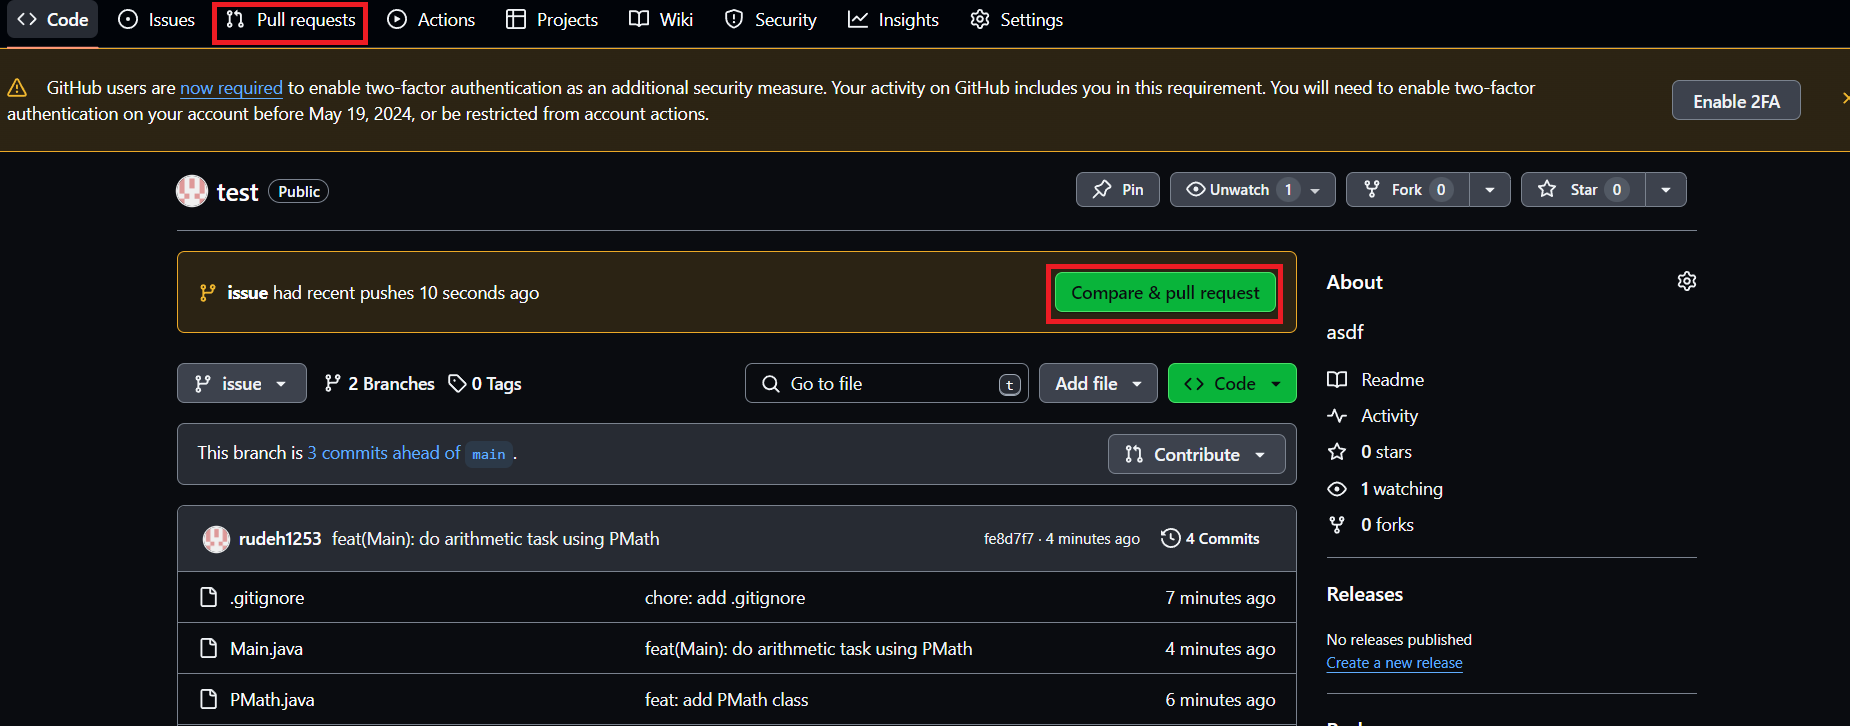 Code Issues Pull requests Actions Projects Wiki Security Insights Settings
GitHub users are now required to enable two-factor authentication as an additional security measure. Your activity on GitHub includes you in this requirement. You will need to enable two-factor
authentication on your account before May 19, 2024, or be restricted from account actions.
Enable 2FA
test Public
Pin Unwatch 1 Fork 0 Star 0
issue had recent pushes 10 seconds ago
Compare & pull request
issue 2 Branches 0 Tags
Go to file t Add file Code
This branch is 3 commits ahead of main .
Contribute
rudeh1253 feat(Main): do arithmetic task using PMath fe8d7f7 · 4 minutes ago 4 Commits
.gitignore chore: add .gitignore 7 minutes ago
Main.java feat(Main): do arithmetic task using PMath 4 minutes ago
PMath.java feat: add PMath class 6 minutes ago
About
asdf
Readme
Activity
0 stars
1 watching
0 forks
Releases
No releases published
Create a new release